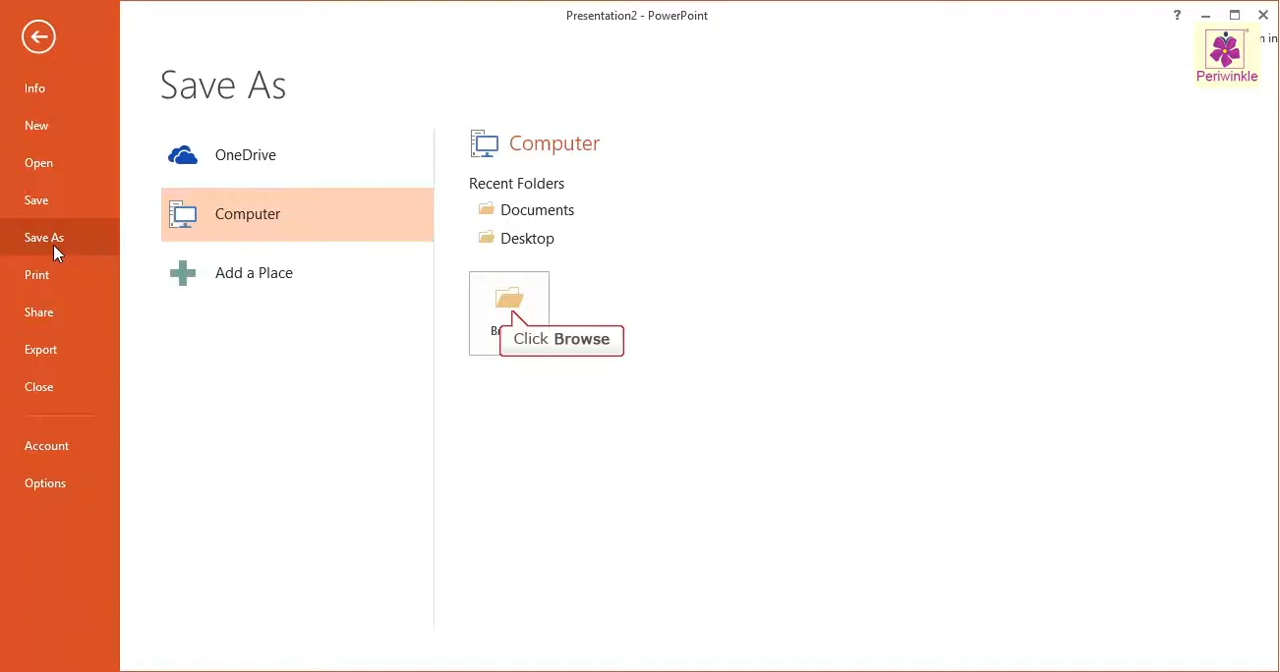 Presentation2 - PowerPoint
?
Periwinkle
Info
New
Open
Save
Save As
Print
Share
Export
Close
Account
Options
Save As
OneDrive
Computer
Add a Place
Computer
Recent Folders
Documents
Desktop
Click Browse